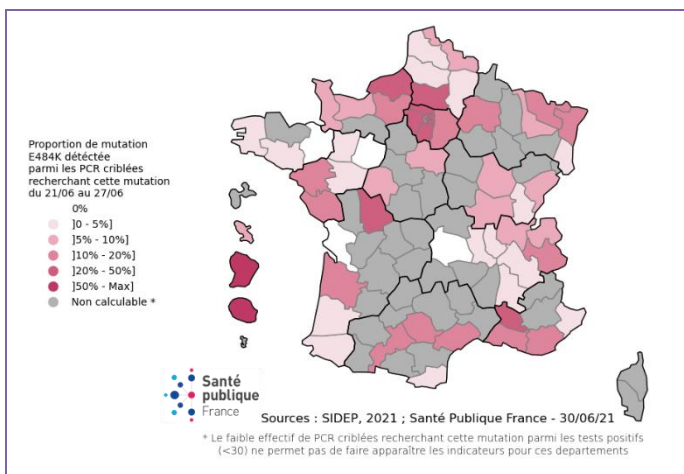 Proportion de mutation
E484K détéctée
parmi les PCR criblées
recherchant cette mutation
du 21/06 au 27/06
0%
]0 - 5%]
]5% - 10%]
]10% - 20%]
]20% - 50%]
]50% - Max]
Non calculable *
Santé
publique
France
Sources : SIDEP, 2021 ; Santé Publique France - 30/06/21
* Le faible effectif de PCR criblées recherchant cette mutation parmi les tests positifs
(<30) ne permet pas de faire apparaître les indicateurs pour ces departements